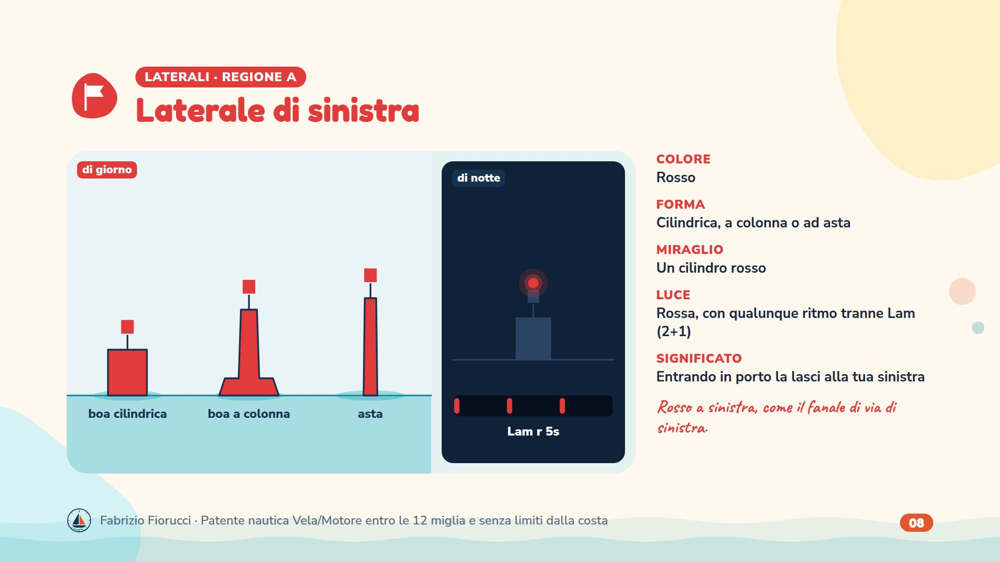 LATERALI · REGIONE A
Laterale di sinistra
di giorno
boa cilindrica
boa a colonna
asta
di notte
Lam r 5s
COLORE
Rosso
FORMA
Cilindrica, a colonna o ad asta
MIRAGLIO
Un cilindro rosso
LUCE
Rossa, con qualunque ritmo tranne Lam
(2+1)
SIGNIFICATO
Entrando in porto la lasci alla tua sinistra
Rosso a sinistra, come il fanale di via di
sinistra.
Fabrizio Fiorucci · Patente nautica Vela/Motore entro le 12 miglia e senza limiti dalla costa
08